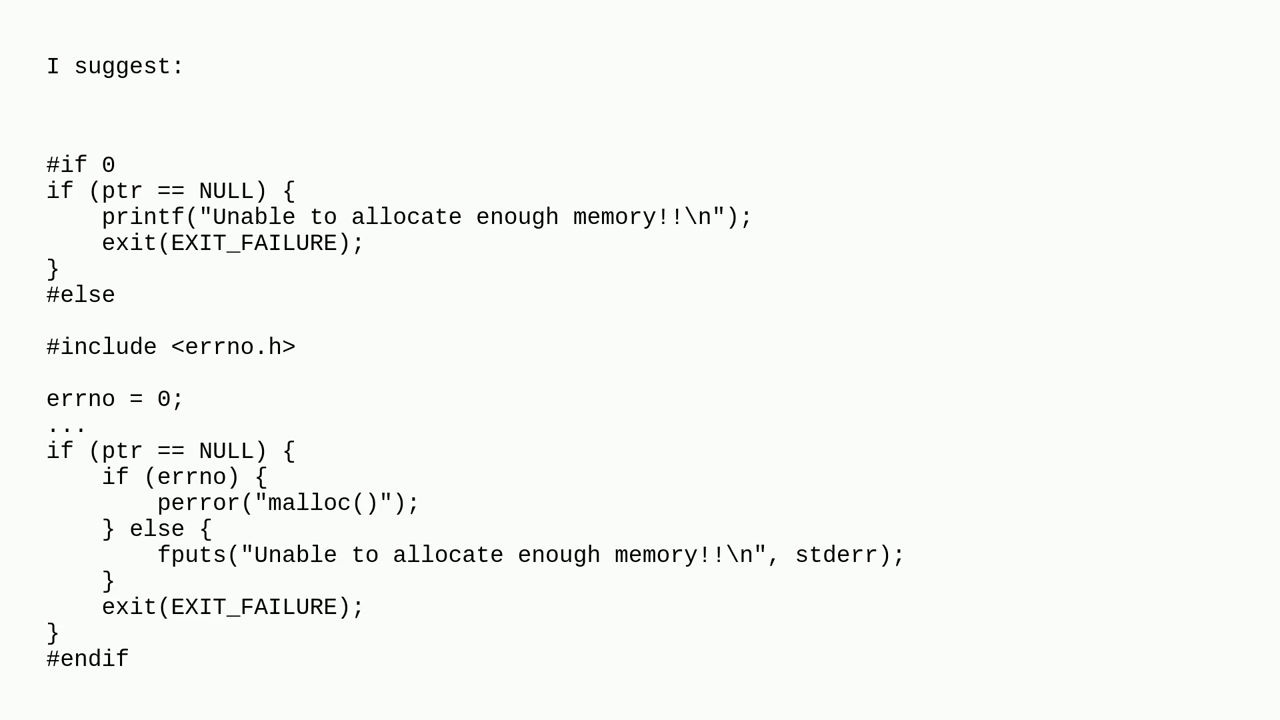 I suggest:
#if 0
if (ptr == NULL) {
    printf("Unable to allocate enough memory!!\n");
    exit(EXIT_FAILURE);
}
#else
#include <errno.h>
errno = 0;
...
if (ptr == NULL) {
    if (errno) {
        perror("malloc()");
    } else {
        fputs("Unable to allocate enough memory!!\n", stderr);
    }
    exit(EXIT_FAILURE);
}
#endif